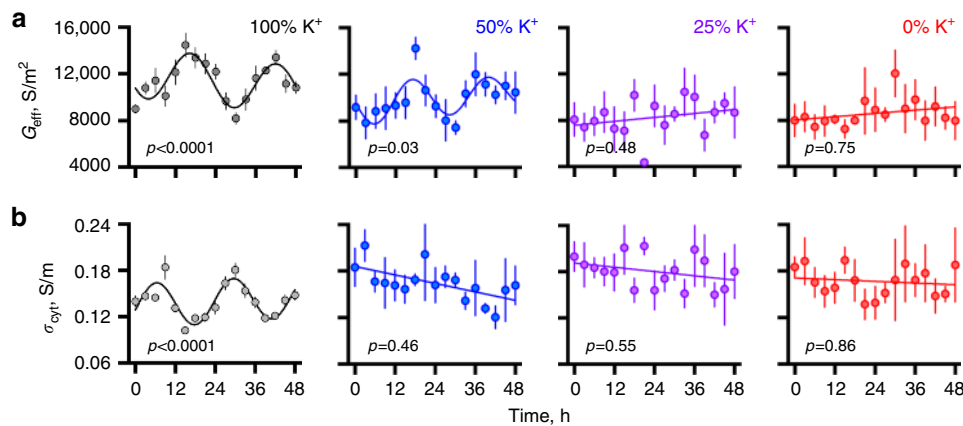 a
100% K⁺ 50% K⁺ 25% K⁺ 0% K⁺
G_eff, S/m²
16,000
12,000
8000
4000
p<0.0001 p=0.03 p=0.48 p=0.75
b
σ_cyt, S/m
0.24
0.18
0.12
0.06
p<0.0001 p=0.46 p=0.55 p=0.86
0 12 24 36 48 0 12 24 36 48 0 12 24 36 48 0 12 24 36 48
Time, h